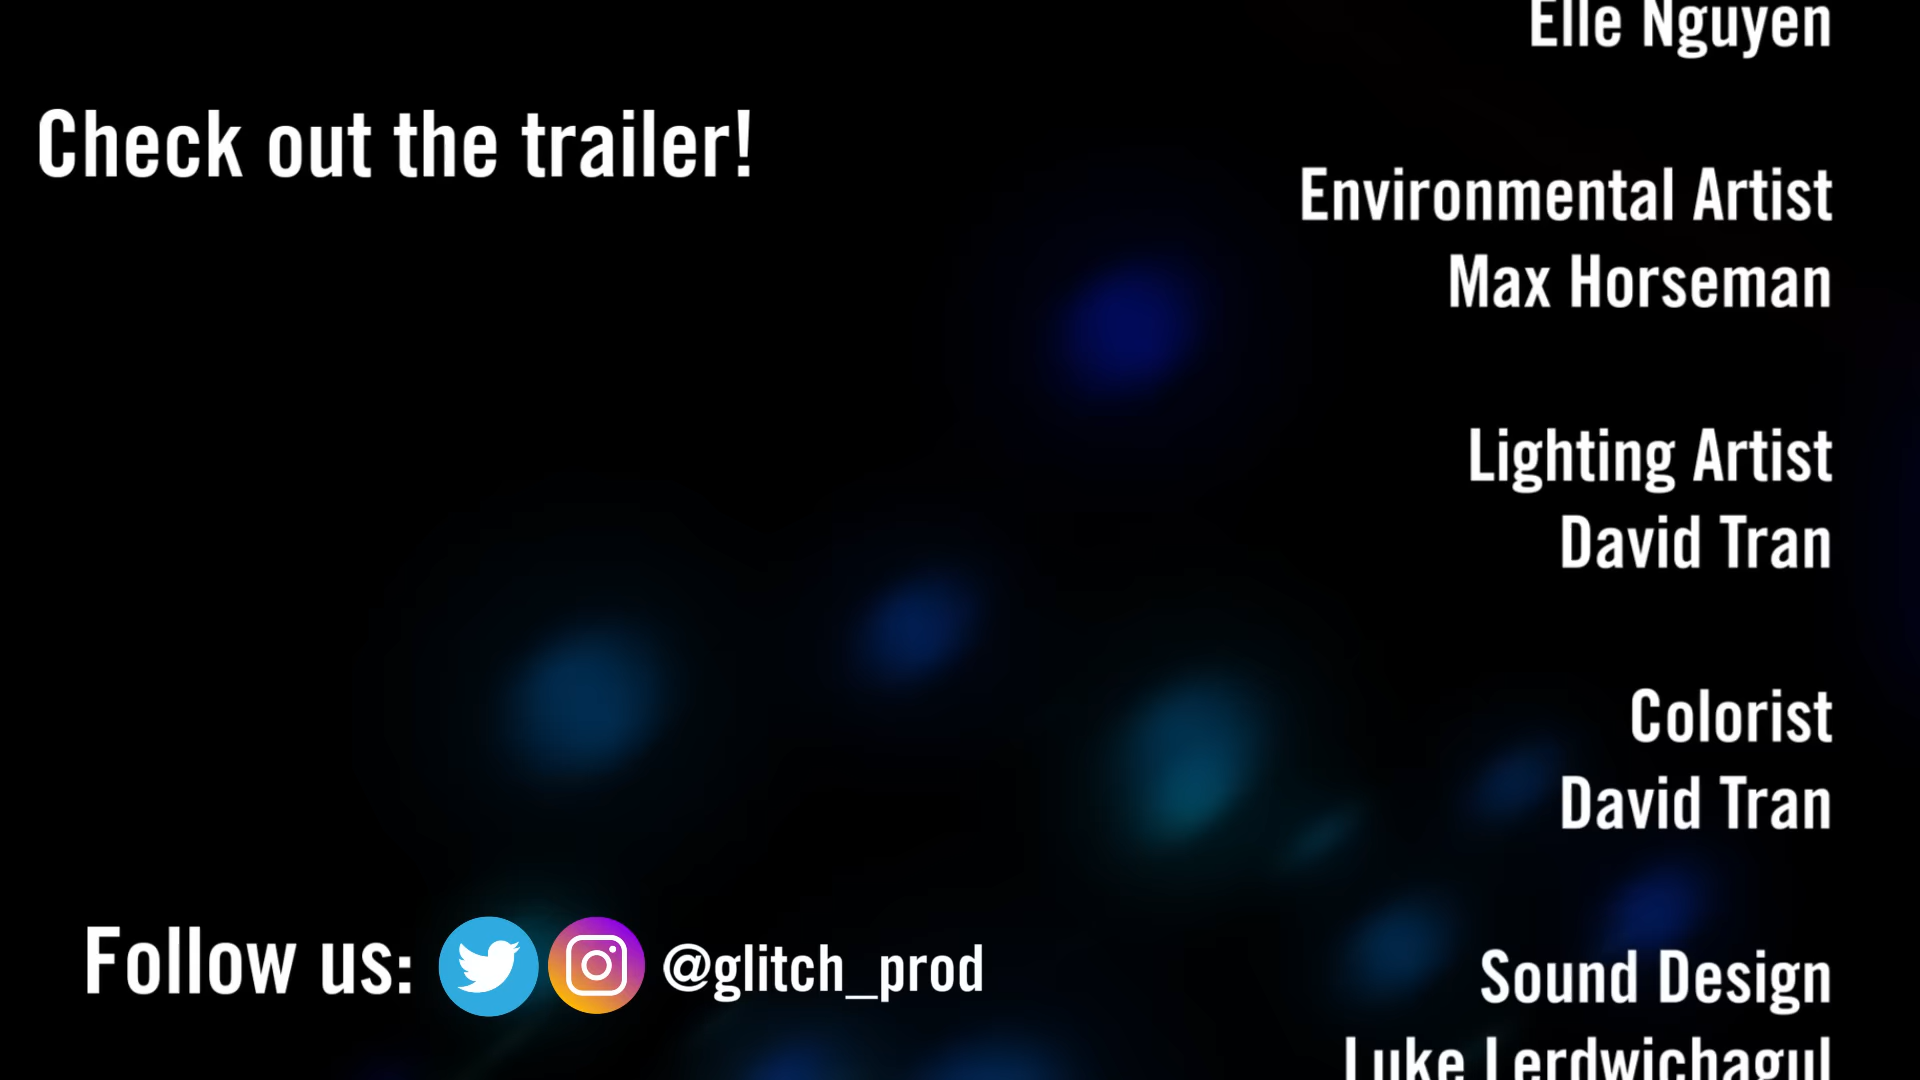 Elle Nguyen
Check out the trailer!
Environmental Artist
Max Horseman
Lighting Artist
David Tran
Colorist
David Tran
Follow us: @glitch_prod
Sound Design
Luke Lerdwichagul